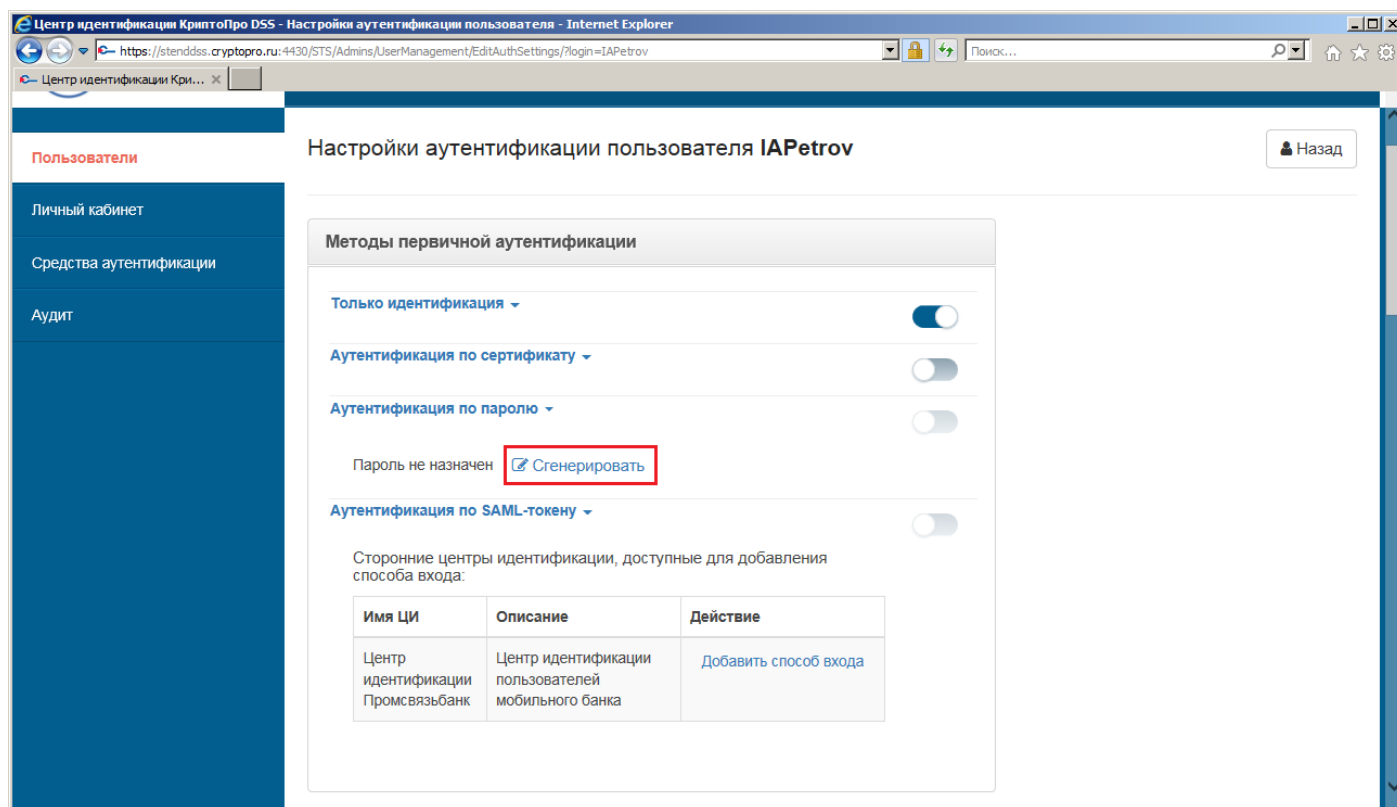 Центр идентификации КриптоПро DSS - Настройки аутентификации пользователя - Internet Explorer
https://stenddss.cryptopro.ru:4430/STS/Admins/UserManagement/EditAuthSettings/?login=IAPetrov
Поиск...
Центр идентификации Кри...
Пользователи
Личный кабинет
Средства аутентификации
Аудит
Настройки аутентификации пользователя IAPetrov
Назад
Методы первичной аутентификации
Только идентификация
Аутентификация по сертификату
Аутентификация по паролю
Пароль не назначен Сгенерировать
Аутентификация по SAML-токену
Сторонние центры идентификации, доступные для добавления
способа входа:
Имя ЦИ Описание Действие
Центр
идентификации
Промсвязьбанк
Центр идентификации
пользователей
мобильного банка
Добавить способ входа